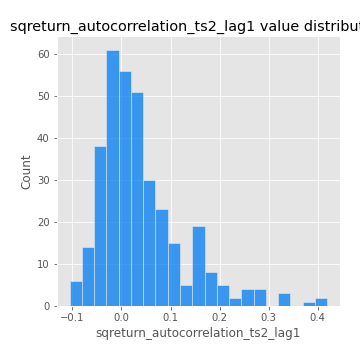 sqreturn_autocorrelation_ts2_lag1 value distribut
60
50
40
30
20
10
0
Count
−0.1 0.0 0.1 0.2 0.3 0.4
sqreturn_autocorrelation_ts2_lag1